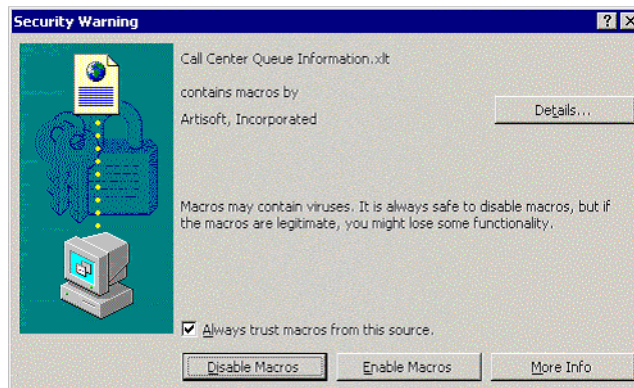 Security Warning
Call Center Queue Information.xlt
contains macros by
Artisoft, Incorporated
Details...
Macros may contain viruses. It is always safe to disable macros, but if
the macros are legitimate, you might lose some functionality.
Always trust macros from this source.
Disable Macros
Enable Macros
More Info